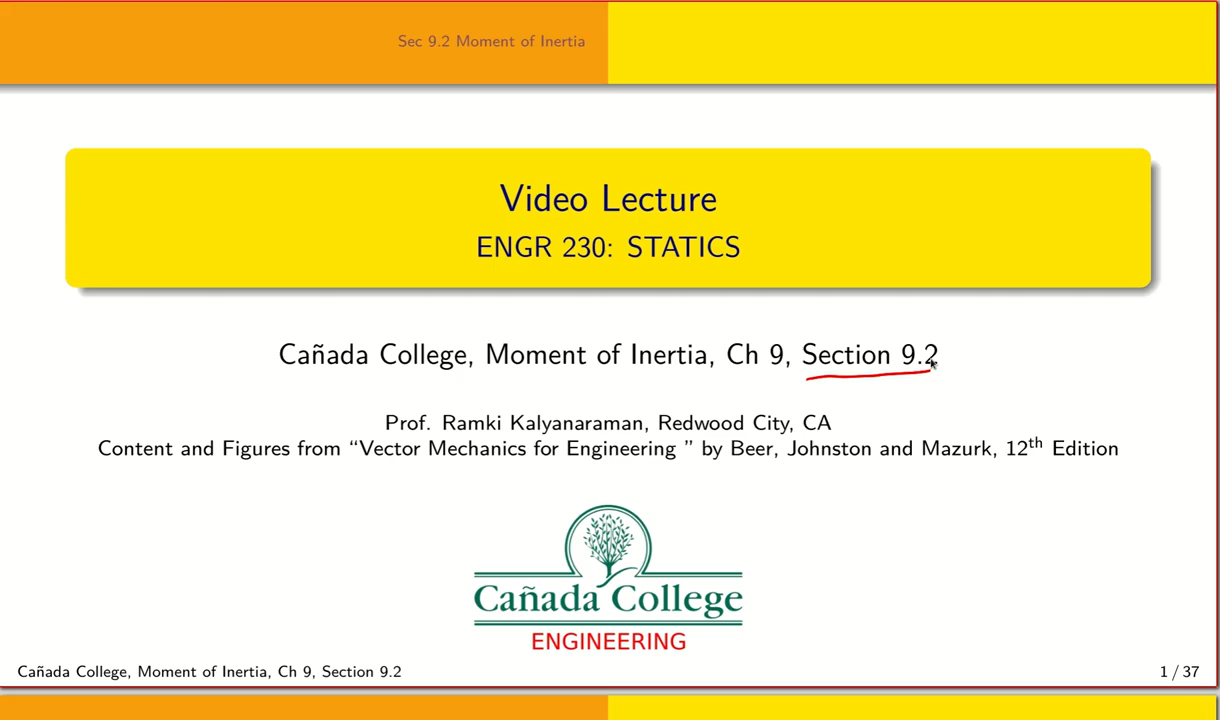 Sec 9.2 Moment of Inertia
Video Lecture
ENGR 230: STATICS
Cañada College, Moment of Inertia, Ch 9, Section 9.2
Prof. Ramki Kalyanaraman, Redwood City, CA
Content and Figures from “Vector Mechanics for Engineering ” by Beer, Johnston and Mazurk, 12th Edition
Cañada College
ENGINEERING
Cañada College, Moment of Inertia, Ch 9, Section 9.2
1 / 37